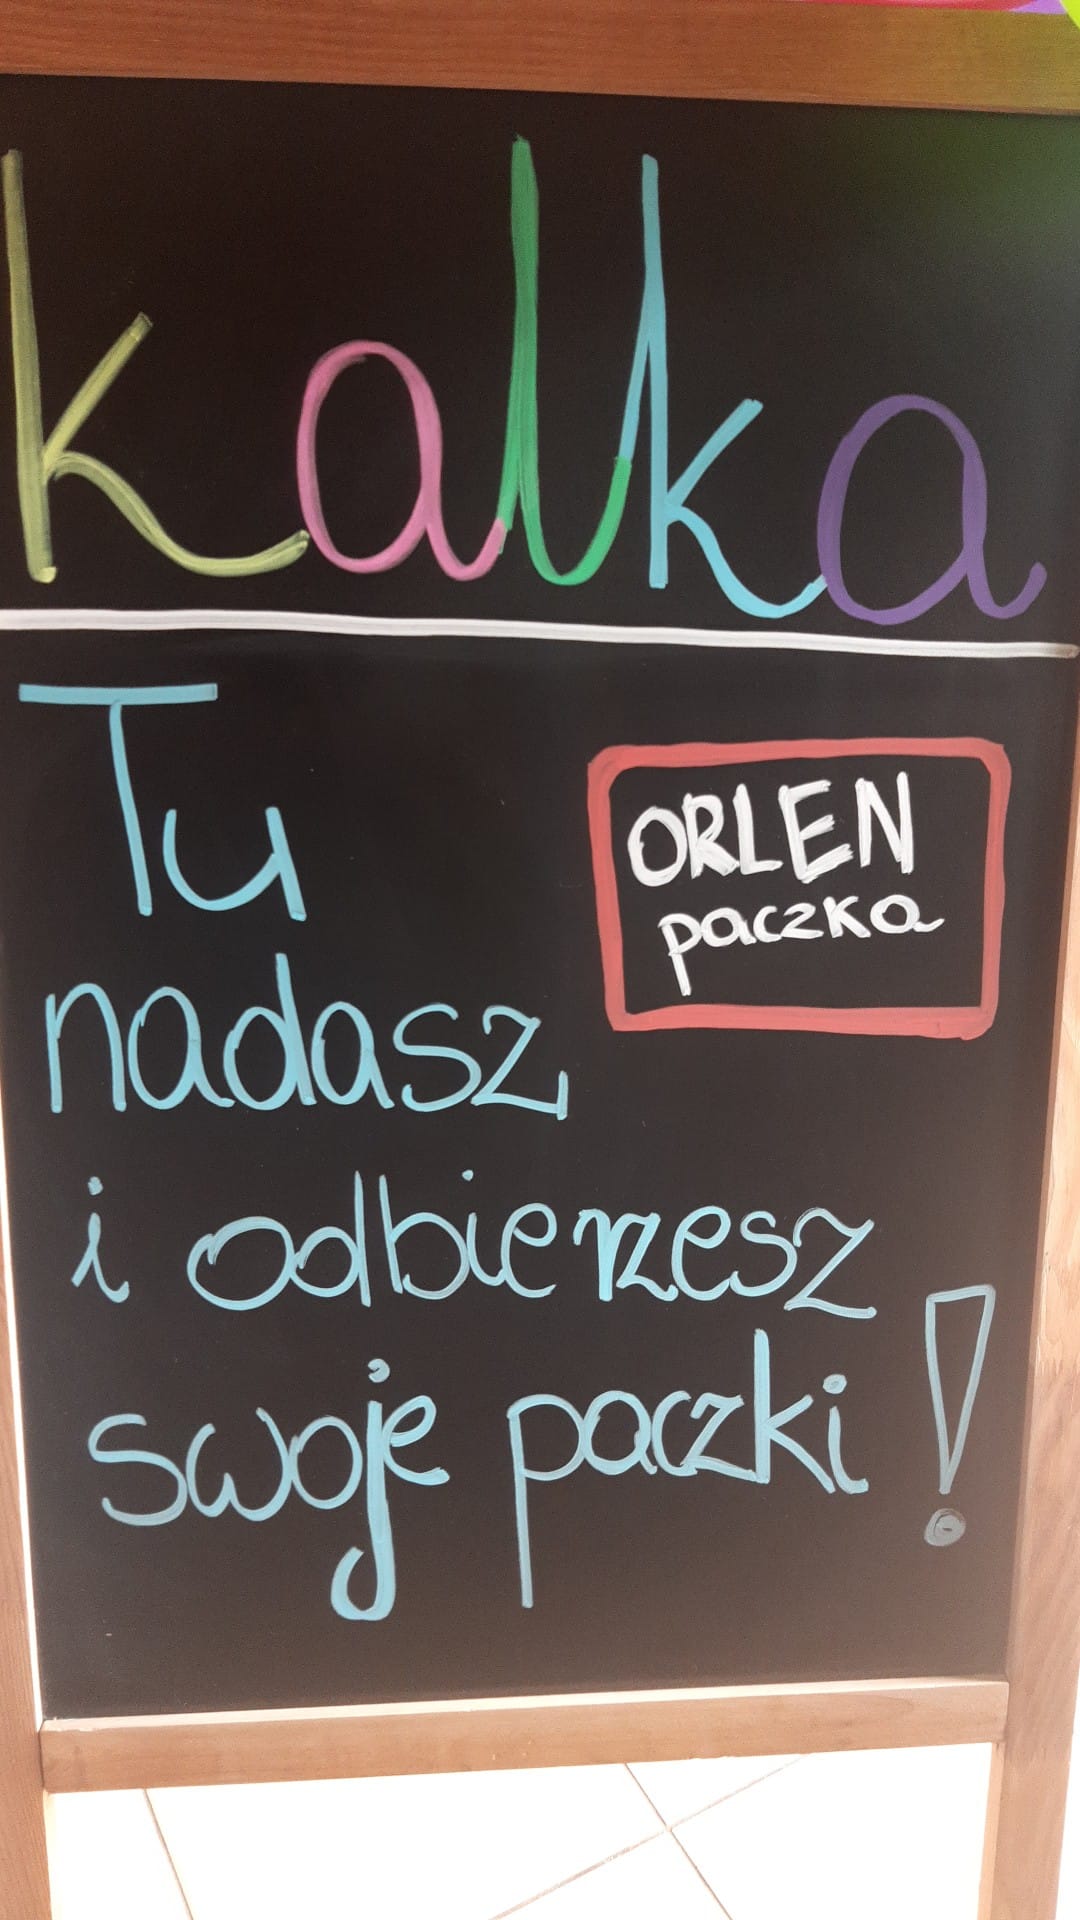 kalka
Tu
ORLEN
paczka
nadasz
i odbierzesz
swoje paczki!